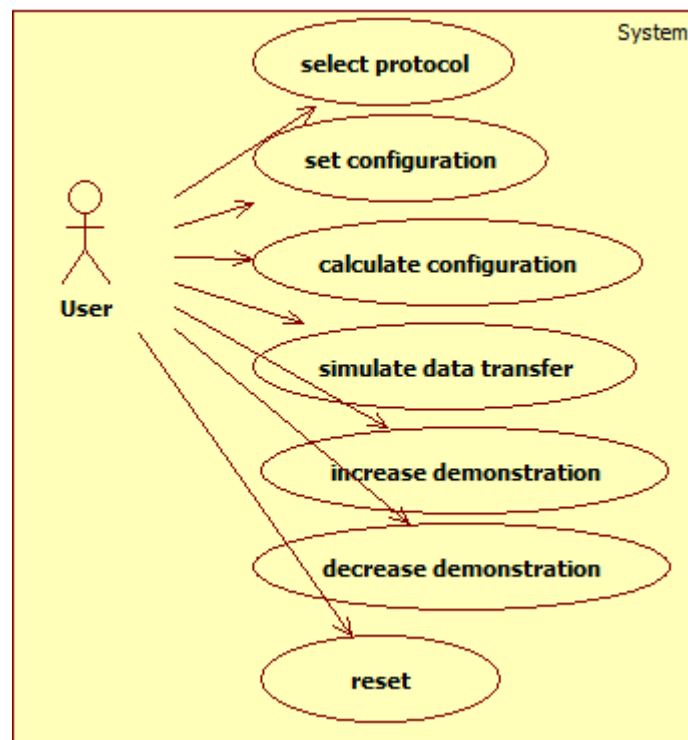 System
select protocol
set configuration
calculate configuration
User
simulate data transfer
increase demonstration
decrease demonstration
reset